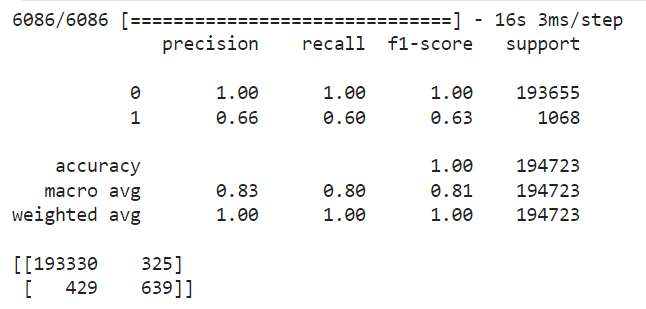 6086/6086 [==============================] - 16s 3ms/step
precision recall f1-score support
0 1.00 1.00 1.00 193655
1 0.66 0.60 0.63 1068
accuracy 1.00 194723
macro avg 0.83 0.80 0.81 194723
weighted avg 1.00 1.00 1.00 194723
[[193330 325]
[ 429 639]]